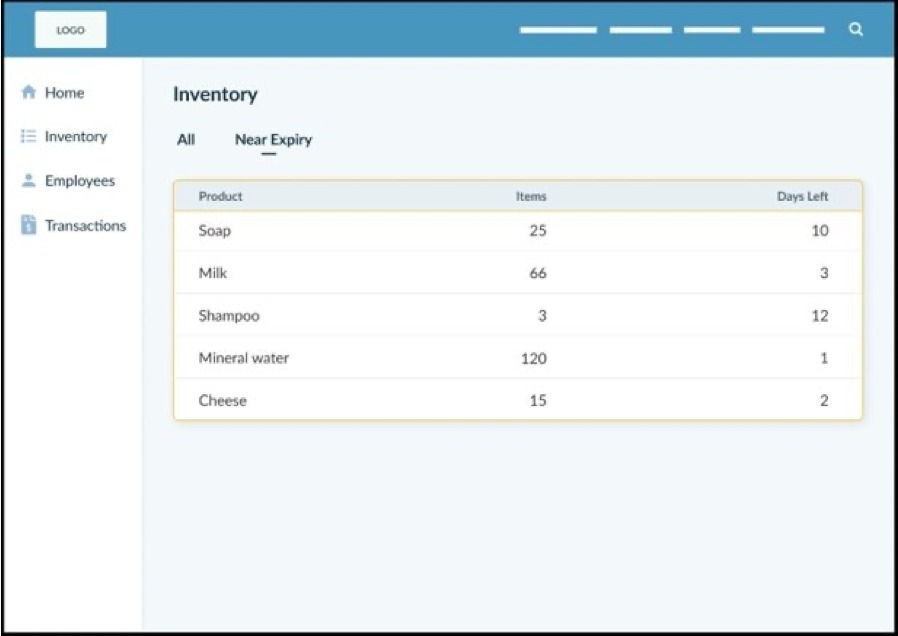 LOGO
Home
Inventory
Employees
Transactions
Inventory
All Near Expiry
Product Items Days Left
Soap 25 10
Milk 66 3
Shampoo 3 12
Mineral water 120 1
Cheese 15 2